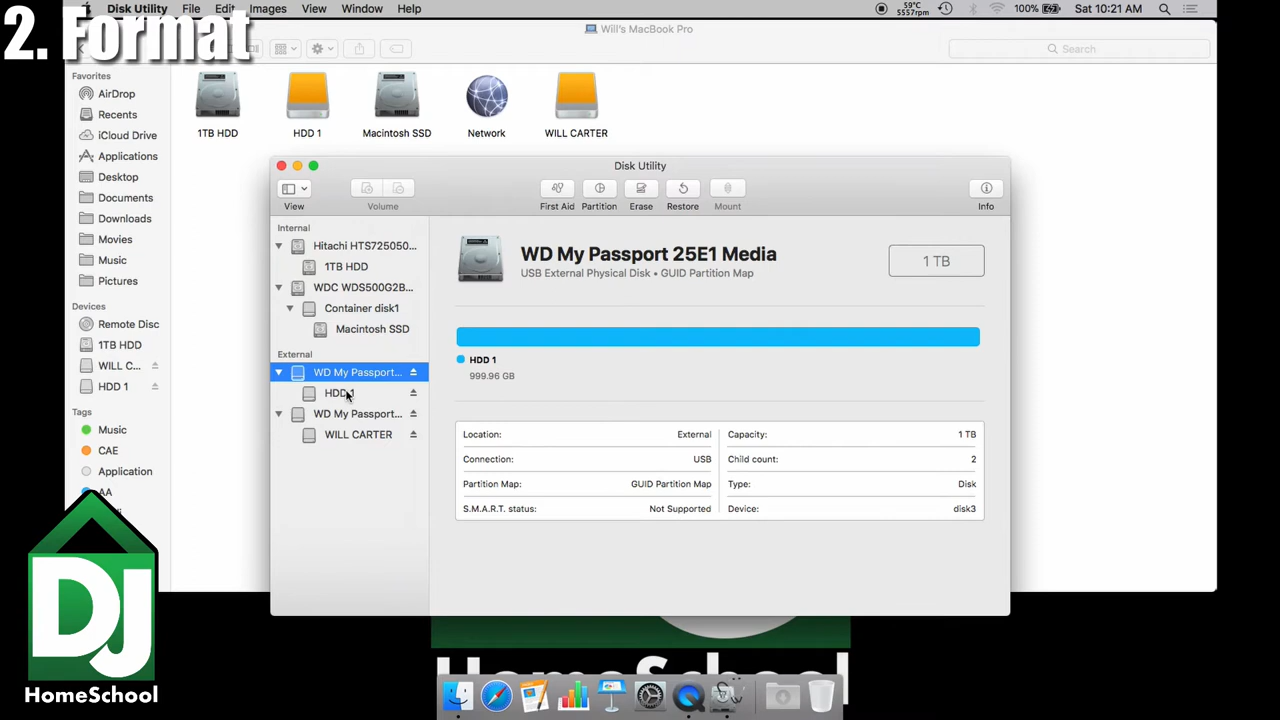 Disk Utility File Edit Images View Window Help
59°C
5557rpm
100% Sat 10:21 AM
2. Format
Will's MacBook Pro
Search
Favorites
AirDrop
Recents
iCloud Drive
Applications
Desktop
Documents
Downloads
Movies
Music
Pictures
Devices
Remote Disc
1TB HDD
WILL C...
HDD 1
Tags
Music
CAE
Application
AA
1TB HDD HDD 1 Macintosh SSD Network WILL CARTER
Disk Utility
View Volume First Aid Partition Erase Restore Mount Info
Internal
Hitachi HTS725050...
1TB HDD
WDC WDS500G2B...
Container disk1
Macintosh SSD
External
WD My Passport...
HDD 1
WD My Passport...
WILL CARTER
WD My Passport 25E1 Media
USB External Physical Disk • GUID Partition Map
1 TB
HDD 1
999.96 GB
Location: External
Connection: USB
Partition Map: GUID Partition Map
S.M.A.R.T. status: Not Supported
Capacity: 1 TB
Child count: 2
Type: Disk
Device: disk3
DJ
HomeSchool
HomeSchool